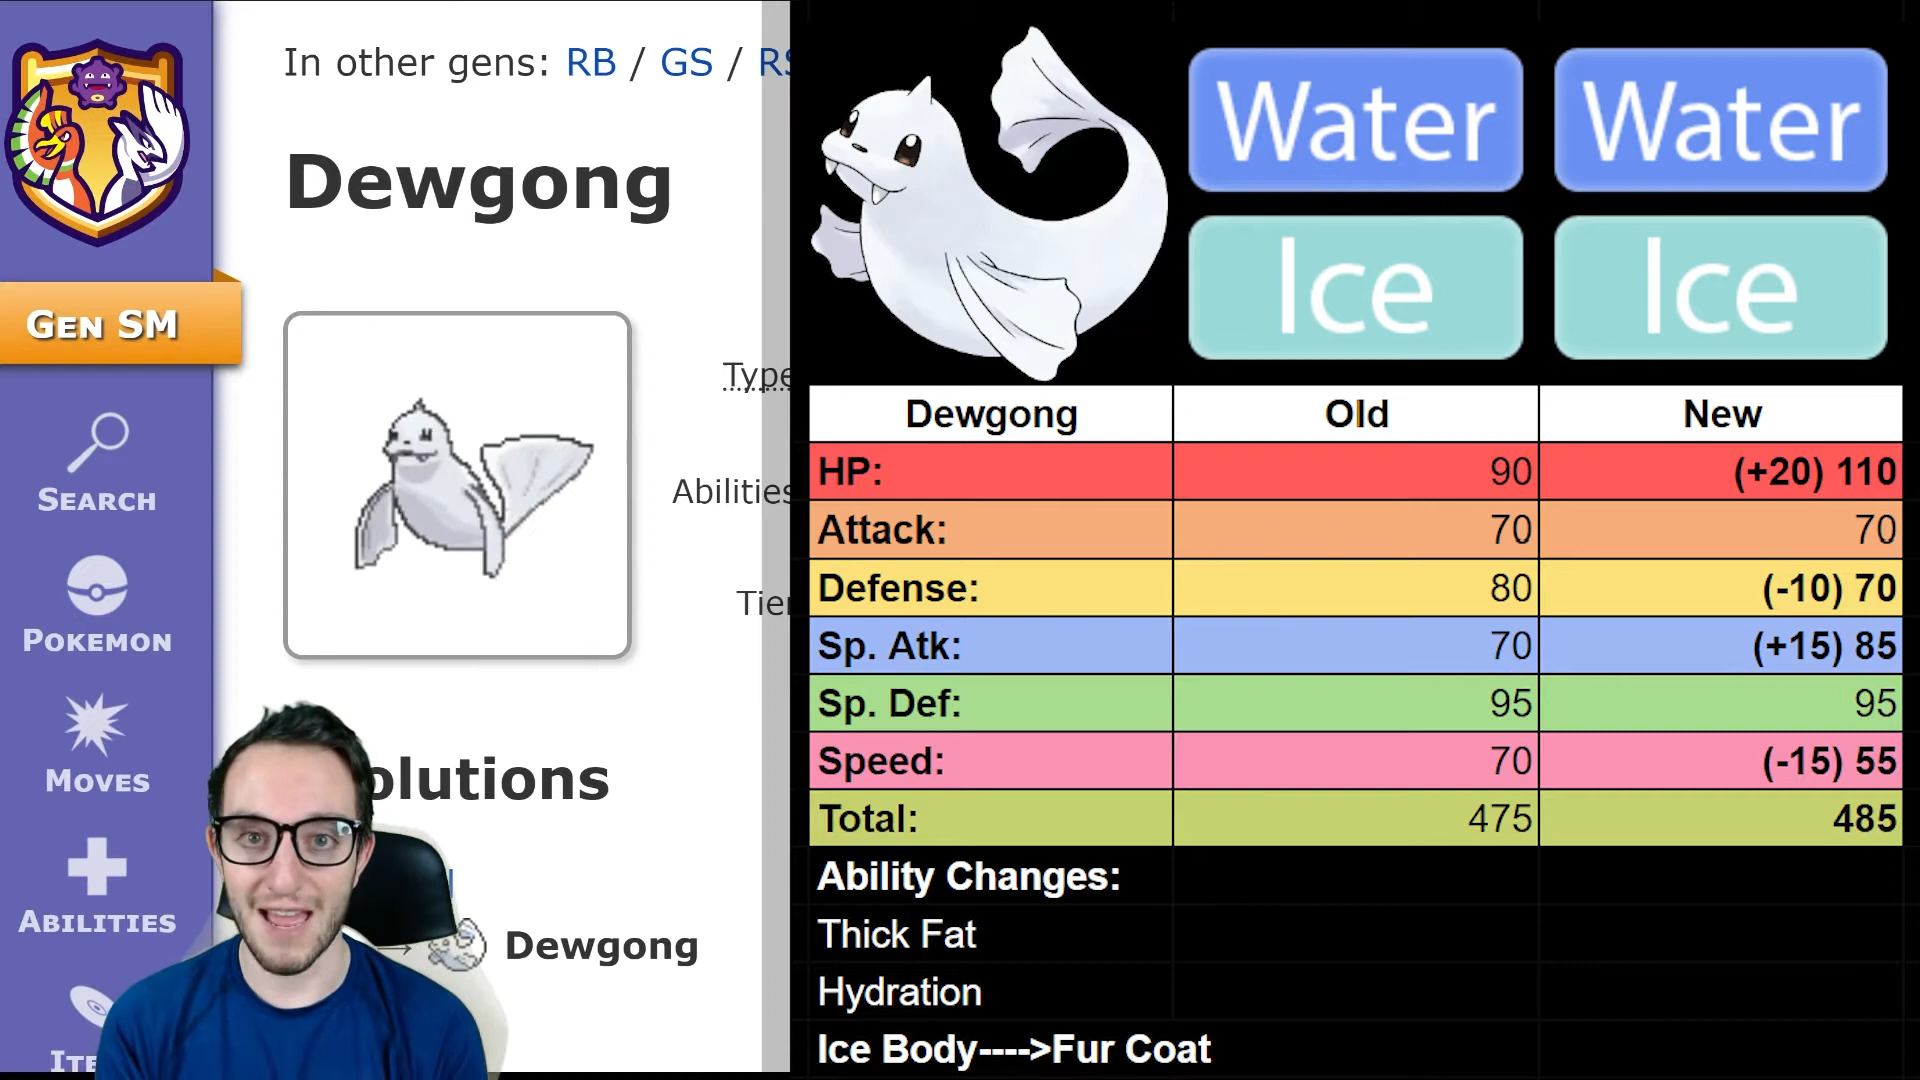 In other gens: RB / GS / RS
Dewgong
GEN SM
SEARCH
POKEMON
MOVES
ABILITIES
Type
Abilities
Tier
olutions
Dewgong
Water Water
Ice Ice
Dewgong Old New
HP: 90 (+20) 110
Attack: 70 70
Defense: 80 (-10) 70
Sp. Atk: 70 (+15) 85
Sp. Def: 95 95
Speed: 70 (-15) 55
Total: 475 485
Ability Changes:
Thick Fat
Hydration
Ice Body---->Fur Coat